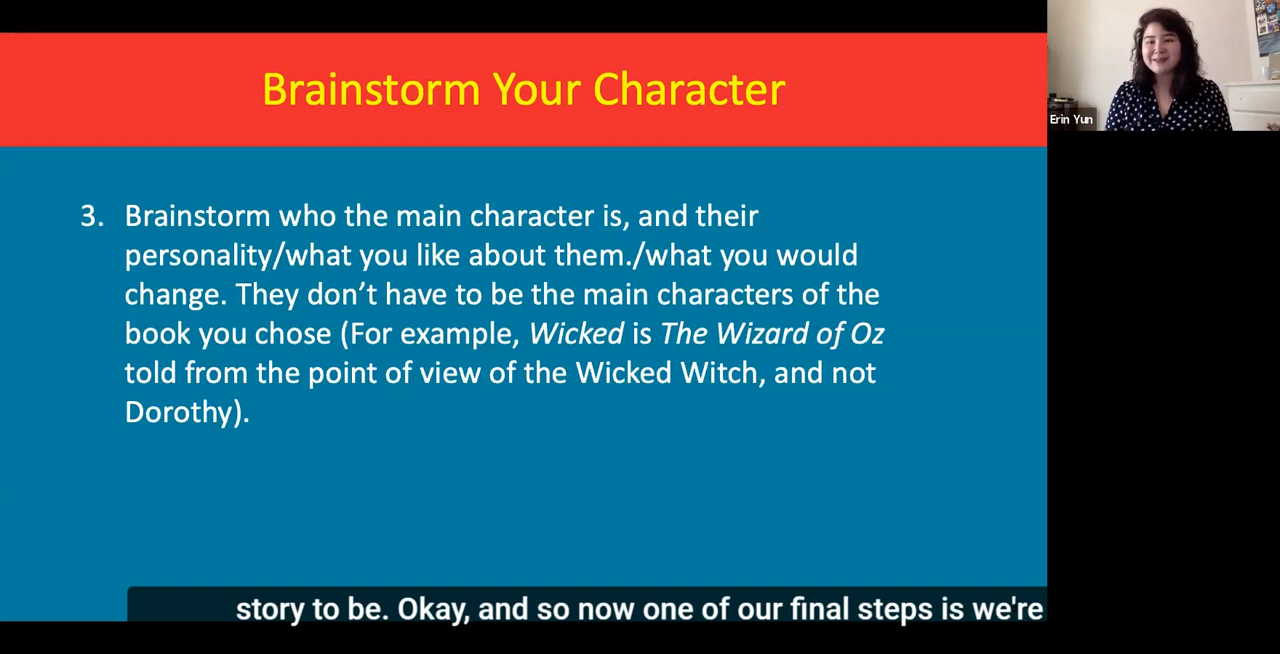 Brainstorm Your Character
Erin Yun
3. Brainstorm who the main character is, and their
personality/what you like about them./what you would
change. They don’t have to be the main characters of the
book you chose (For example, Wicked is The Wizard of Oz
told from the point of view of the Wicked Witch, and not
Dorothy).
story to be. Okay, and so now one of our final steps is we're